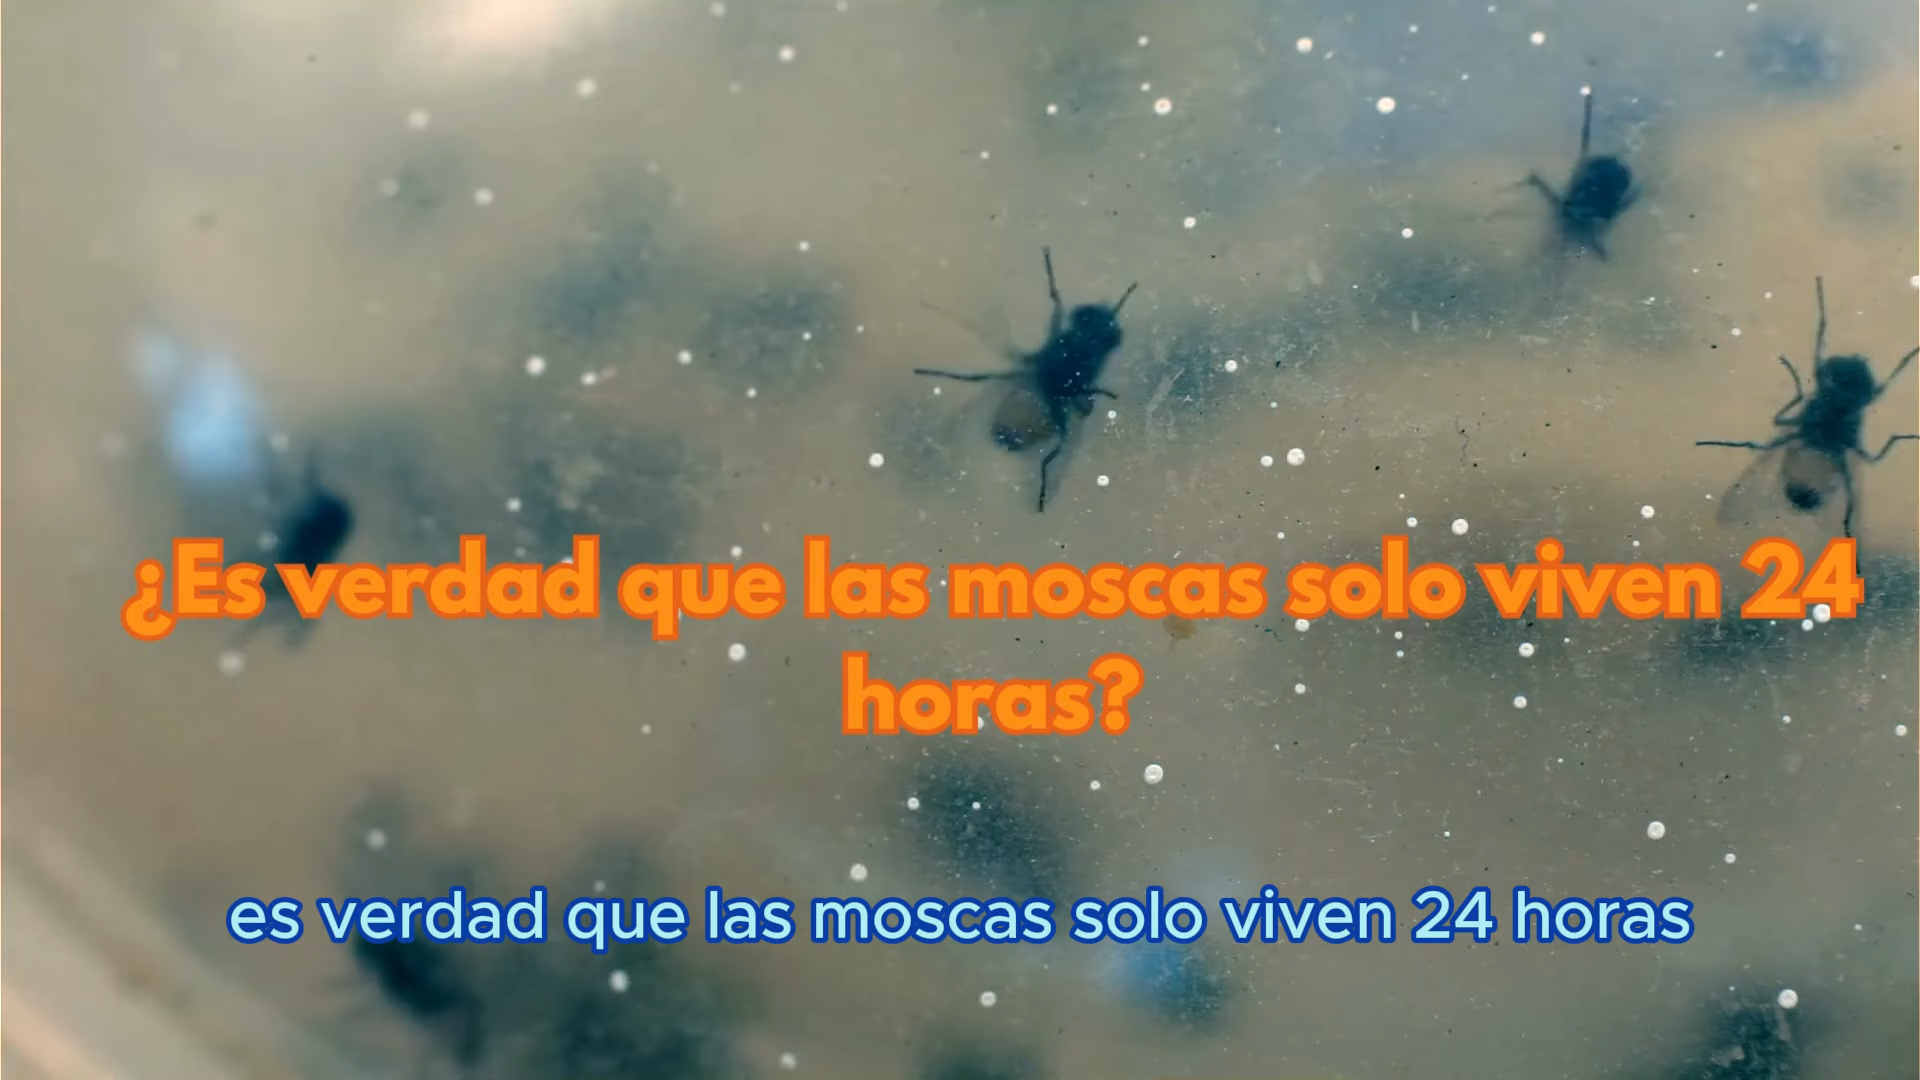 ¿Es verdad que las moscas solo viven 24
horas?
es verdad que las moscas solo viven 24 horas